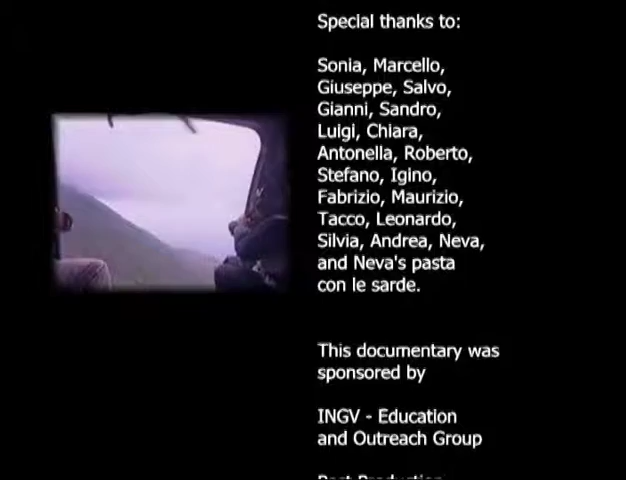 Special thanks to:
Sonia, Marcello,
Giuseppe, Salvo,
Gianni, Sandro,
Luigi, Chiara,
Antonella, Roberto,
Stefano, Igino,
Fabrizio, Maurizio,
Tacco, Leonardo,
Silvia, Andrea, Neva,
and Neva's pasta
con le sarde.
This documentary was
sponsored by
INGV - Education
and Outreach Group